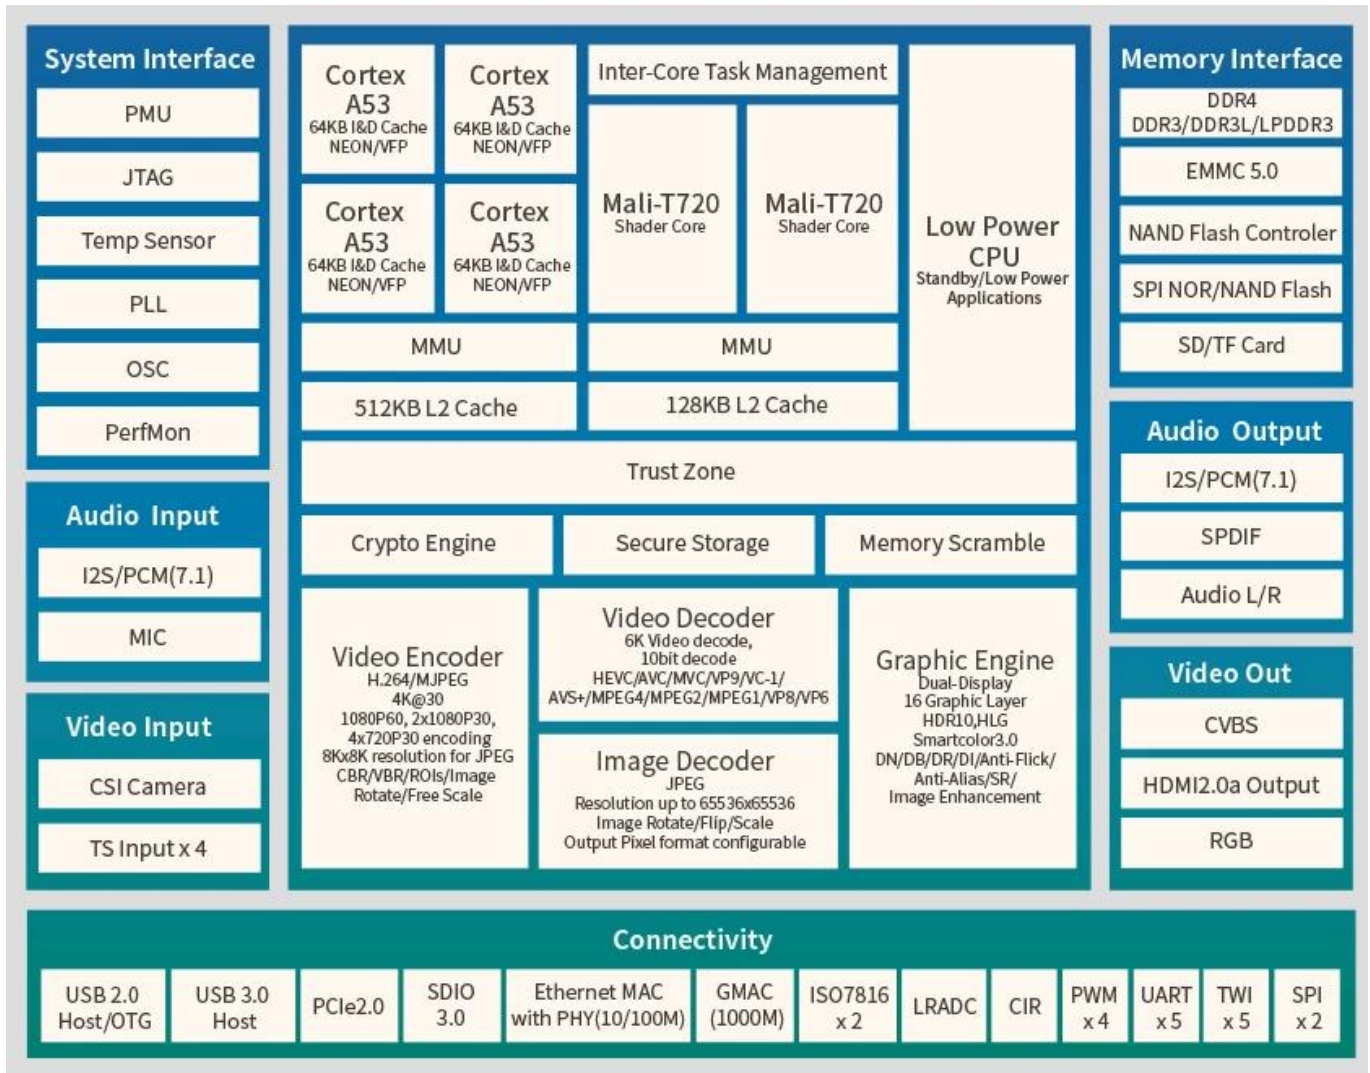 System Interface
PMU
JTAG
Temp Sensor
PLL
OSC
PerfMon
Audio Input
I2S/PCM(7.1)
MIC
Video Input
CSI Camera
TS Input x 4
Cortex
A53
64KB I&D Cache
NEON/VFP
Cortex
A53
64KB I&D Cache
NEON/VFP
Cortex
A53
64KB I&D Cache
NEON/VFP
Cortex
A53
64KB I&D Cache
NEON/VFP
MMU
512KB L2 Cache
Inter-Core Task Management
Mali-T720
Shader Core
Mali-T720
Shader Core
MMU
128KB L2 Cache
Low Power
CPU
Standby/Low Power
Applications
Trust Zone
Crypto Engine
Secure Storage
Memory Scramble
Video Encoder
H.264/MJPEG
4K@30
1080P60, 2x1080P30,
4x720P30 encoding
8Kx8K resolution for JPEG
CBR/VBR/ROIs/Image
Rotate/Free Scale
Video Decoder
6K Video decode,
10bit decode
HEVC/AVC/MVC/VP9/VC-1/
AVS+/MPEG4/MPEG2/MPEG1/VP8/VP6
Image Decoder
JPEG
Resolution up to 65536x65536
Image Rotate/Flip/Scale
Output Pixel format configurable
Graphic Engine
Dual-Display
16 Graphic Layer
HDR10,HLG
Smartcolor3.0
DN/DB/DR/DI/Anti-Flick/
Anti-Alias/SR/
Image Enhancement
Memory Interface
DDR4
DDR3/DDR3L/LPDDR3
EMMC 5.0
NAND Flash Controler
SPI NOR/NAND Flash
SD/TF Card
Audio Output
I2S/PCM(7.1)
SPDIF
Audio L/R
Video Out
CVBS
HDMI2.0a Output
RGB
Connectivity
USB 2.0
Host/OTG
USB 3.0
Host
PCIe2.0
SDIO
3.0
Ethernet MAC
with PHY(10/100M)
GMAC
(1000M)
ISO7816
x 2
LRADC
CIR
PWM
x 4
UART
x 5
TWI
x 5
SPI
x 2